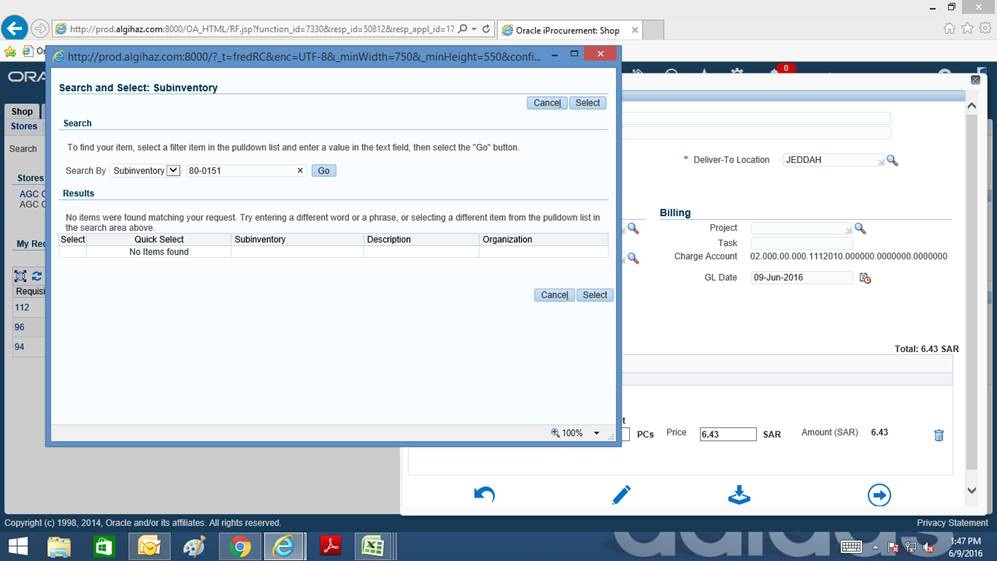 http://prod.algihaz.com:8000/OA_HTML/RF.jsp?function_id=7330&resp_id=50812&resp_appl_id=17
Oracle iProcurement: Shop
http://prod.algihaz.com:8000/?_t=fredRC&enc=UTF-8&_minWidth=750&_minHeight=550&confi...
0
Search and Select: Subinventory
Cancel Select
Shop
Stores
Search
Search
To find your item, select a filter item in the pulldown list and enter a value in the text field, then select the "Go" button.
Search By Subinventory 80-0151 × Go
* Deliver-To Location JEDDAH
Stores
AGC
AGC
Results
No items were found matching your request. Try entering a different word or a phrase, or selecting a different item from the pulldown list in
the search area above.
Select Quick Select Subinventory Description Organization
No Items found
Billing
Project
Task
Charge Account 02.000.00.000.1112010.000000.0000000.0000000
GL Date 09-Jun-2016
My Req
Requisi
112
96
94
Cancel Select
Total: 6.43 SAR
100%
PCs Price 6.43 SAR Amount (SAR) 6.43
Copyright (c) 1998, 2014, Oracle and/or its affiliates. All rights reserved.
Privacy Statement
adidas
1:47 PM
6/9/2016